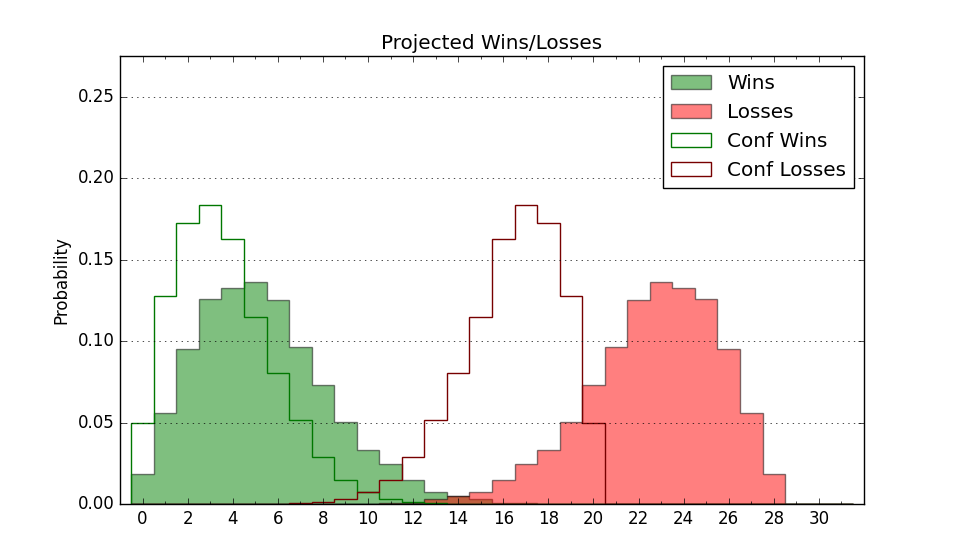 Projected Wins/Losses
Wins
Losses
Conf Wins
Conf Losses
Probability
0.25
0.20
0.15
0.10
0.05
0.00
0 2 4 6 8 10 12 14 16 18 20 22 24 26 28 30